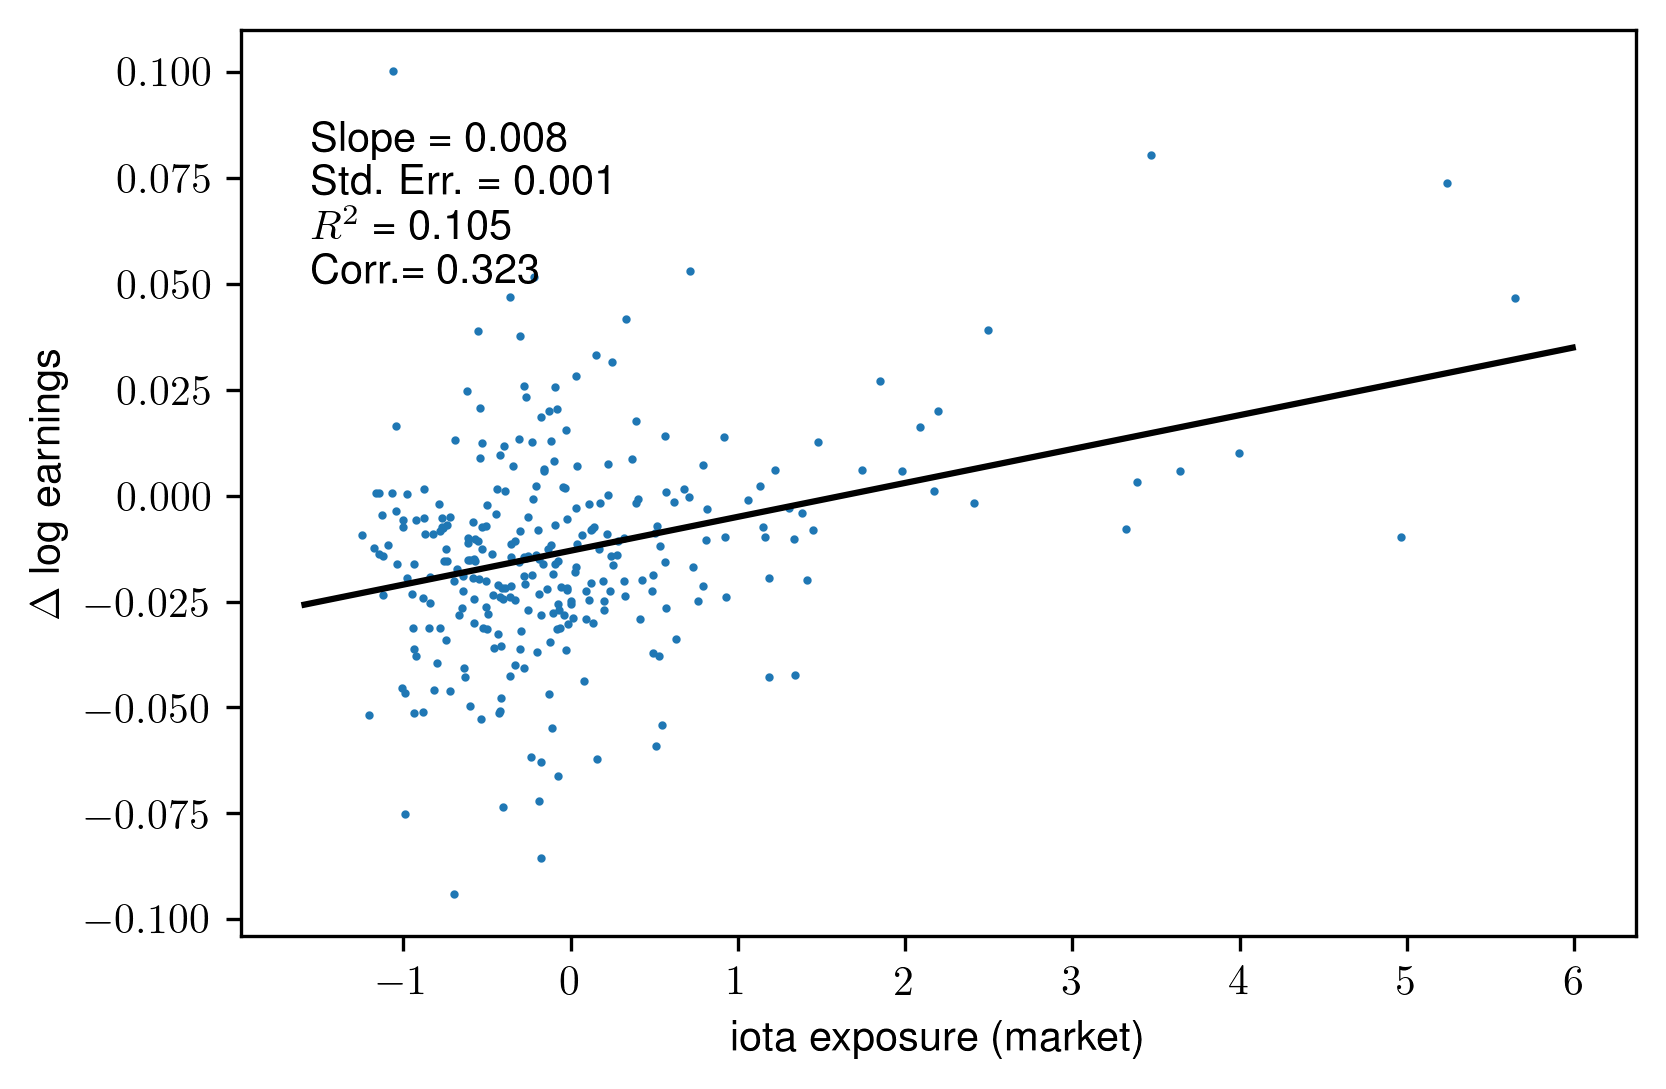 0.100
0.075
0.050
0.025
0.000
−0.025
−0.050
−0.075
−0.100
Δ log earnings
Slope = 0.008
Std. Err. = 0.001
R² = 0.105
Corr.= 0.323
−1 0 1 2 3 4 5 6
iota exposure (market)